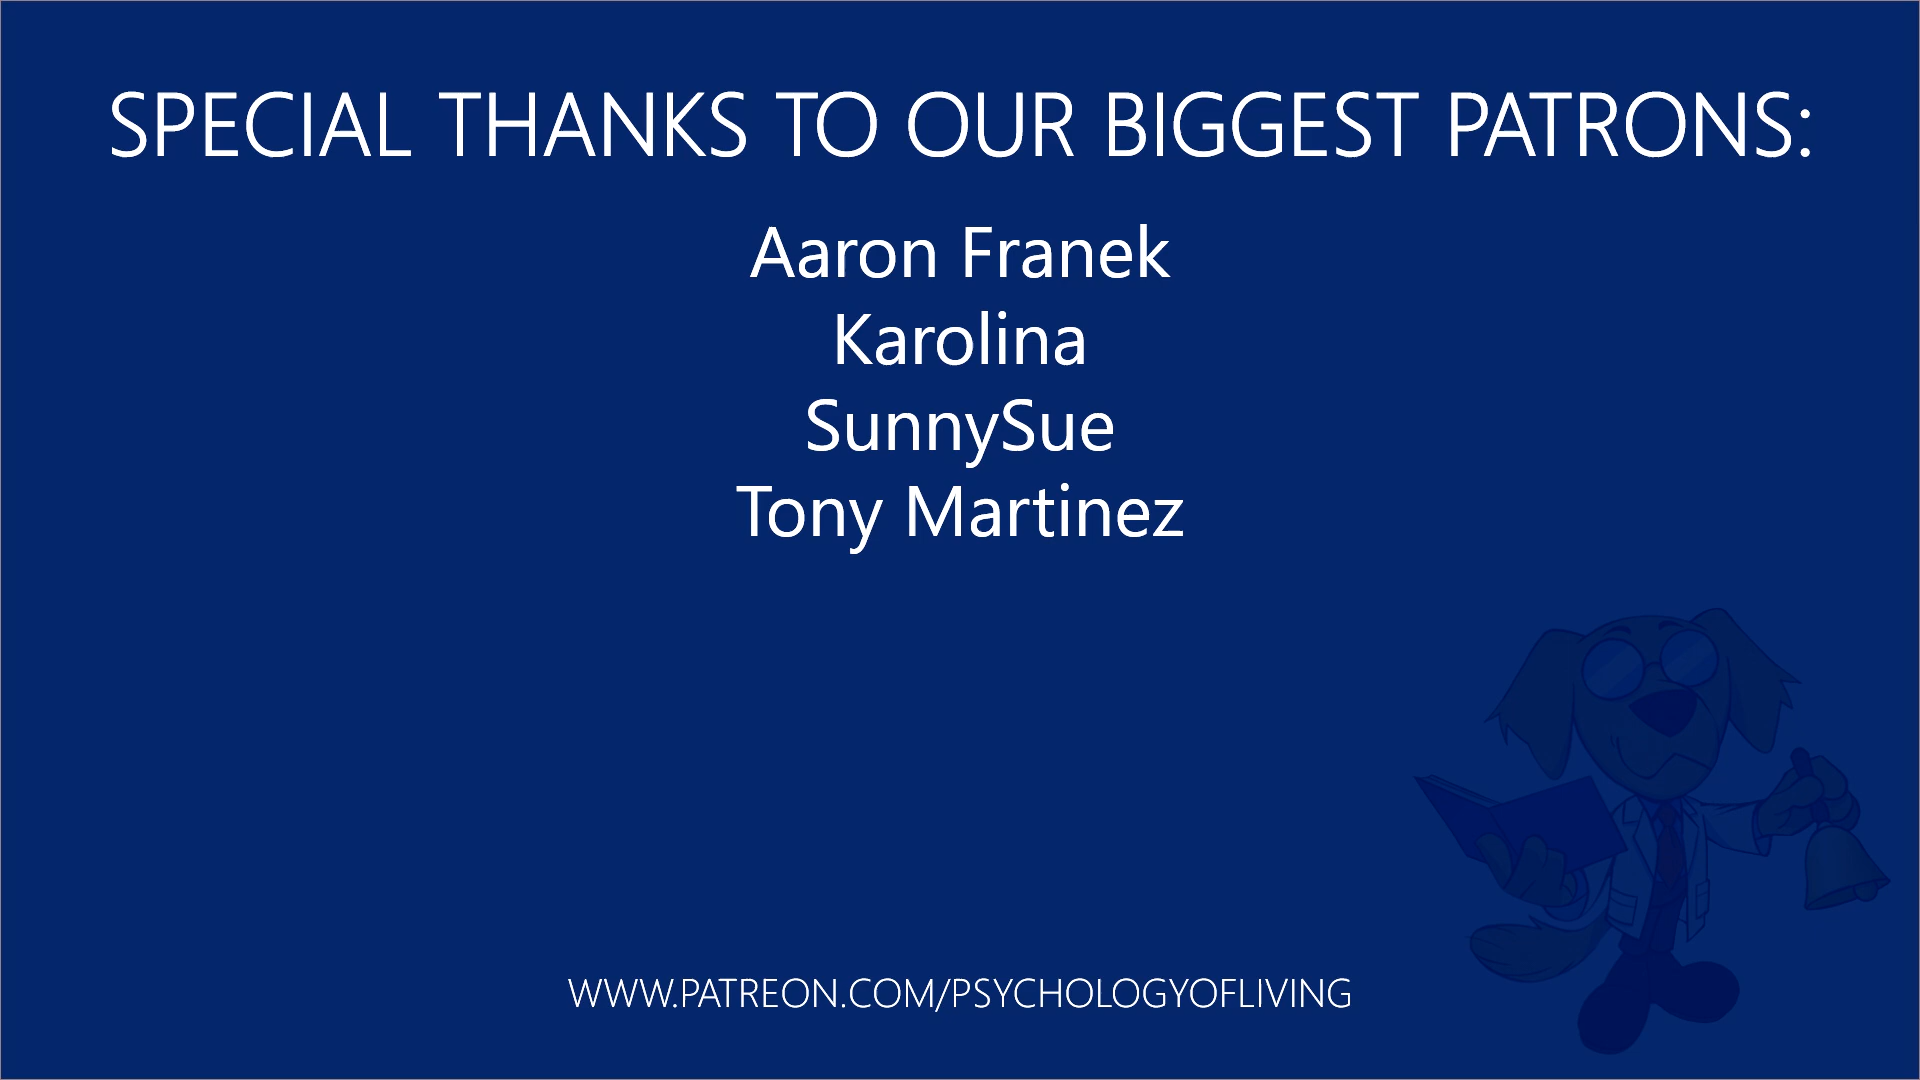 SPECIAL THANKS TO OUR BIGGEST PATRONS:
Aaron Franek
Karolina
SunnySue
Tony Martinez
WWW.PATREON.COM/PSYCHOLOGYOFLIVING